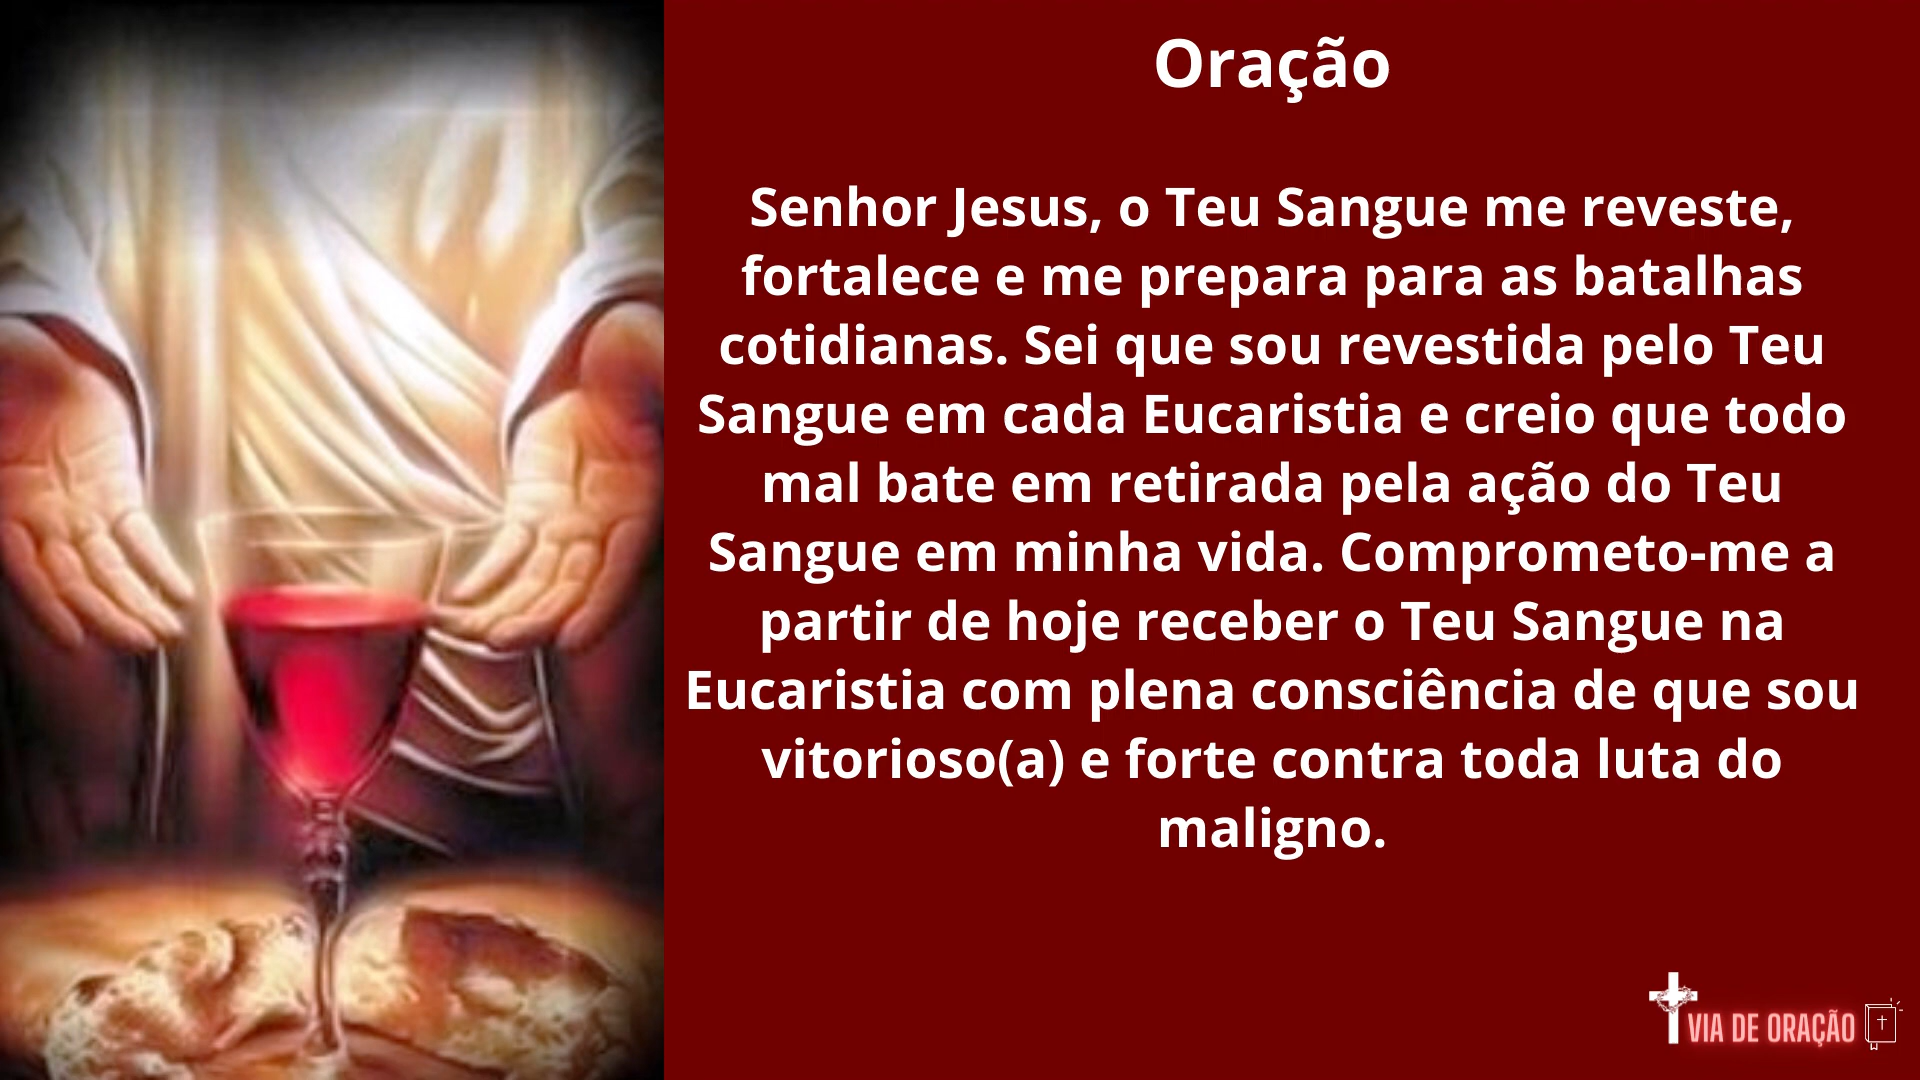 Oração
Senhor Jesus, o Teu Sangue me reveste,
fortalece e me prepara para as batalhas
cotidianas. Sei que sou revestida pelo Teu
Sangue em cada Eucaristia e creio que todo
mal bate em retirada pela ação do Teu
Sangue em minha vida. Comprometo-me a
partir de hoje receber o Teu Sangue na
Eucaristia com plena consciência de que sou
vitorioso(a) e forte contra toda luta do
maligno.
VIA DE ORAÇÃO